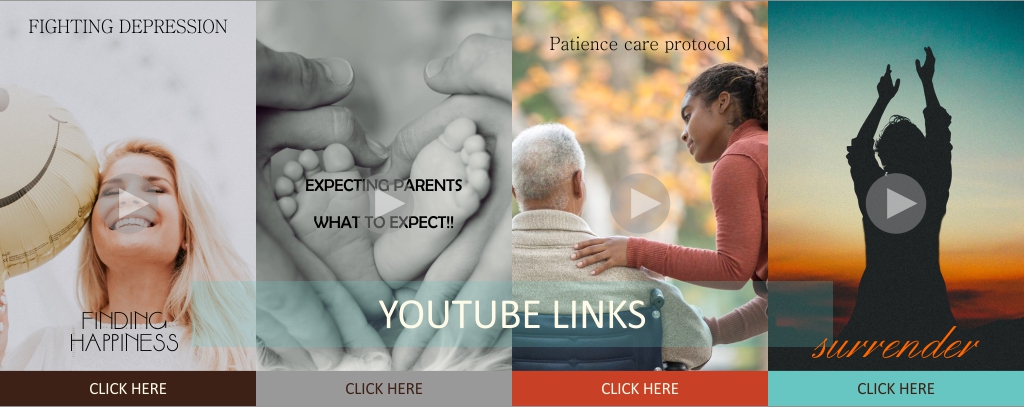 FIGHTING DEPRESSION
FINDING
HAPPINESS
CLICK HERE
EXPECTING PARENTS
WHAT TO EXPECT!!
CLICK HERE
Patience care protocol
CLICK HERE
surrender
CLICK HERE
YOUTUBE LINKS